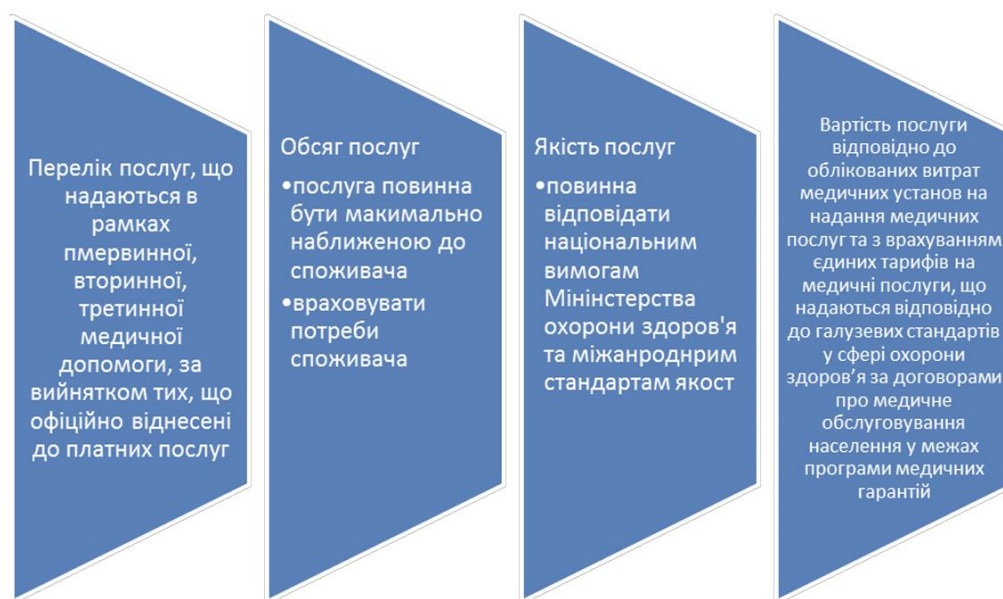 Перелік послуг, що
надаються в
рамках
пмервинної,
вторинної,
третинної
медичної
допомоги, за
вийнятком тих, що
офіційно віднесені
до платних послуг
Обсяг послуг
•послуга повинна
бути макимально
наближеною до
споживача
•враховувати
потреби
споживача
Якість послуг
•повинна
відповідати
національним
вимогам
Мінінстерства
охорони здоров'я
та міжанроднрим
стандартам якост
Вартість послуги
відповідно до
облікованих витрат
медичних установ на
надання медичних
послуг та з врахуванням
єдиних тарифів на
медичні послуги, що
надаються відповідно
до галузевих стандартів
у сфері охорони
здоров’я за договорами
про медичне
обслуговування
населення у межах
програми медичних
гарантій